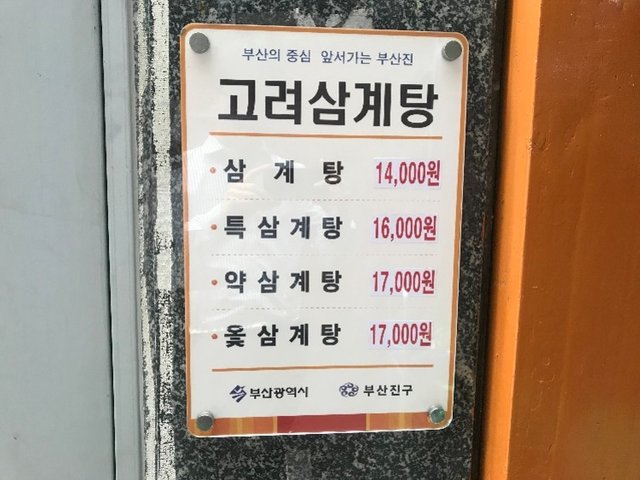 부산의 중심 앞서가는 부산진
고려삼계탕
· 삼 계 탕 14,000원
· 특 삼 계 탕 16,000원
· 약 삼 계 탕 17,000원
· 옻 삼 계 탕 17,000원
부산광역시 부산진구